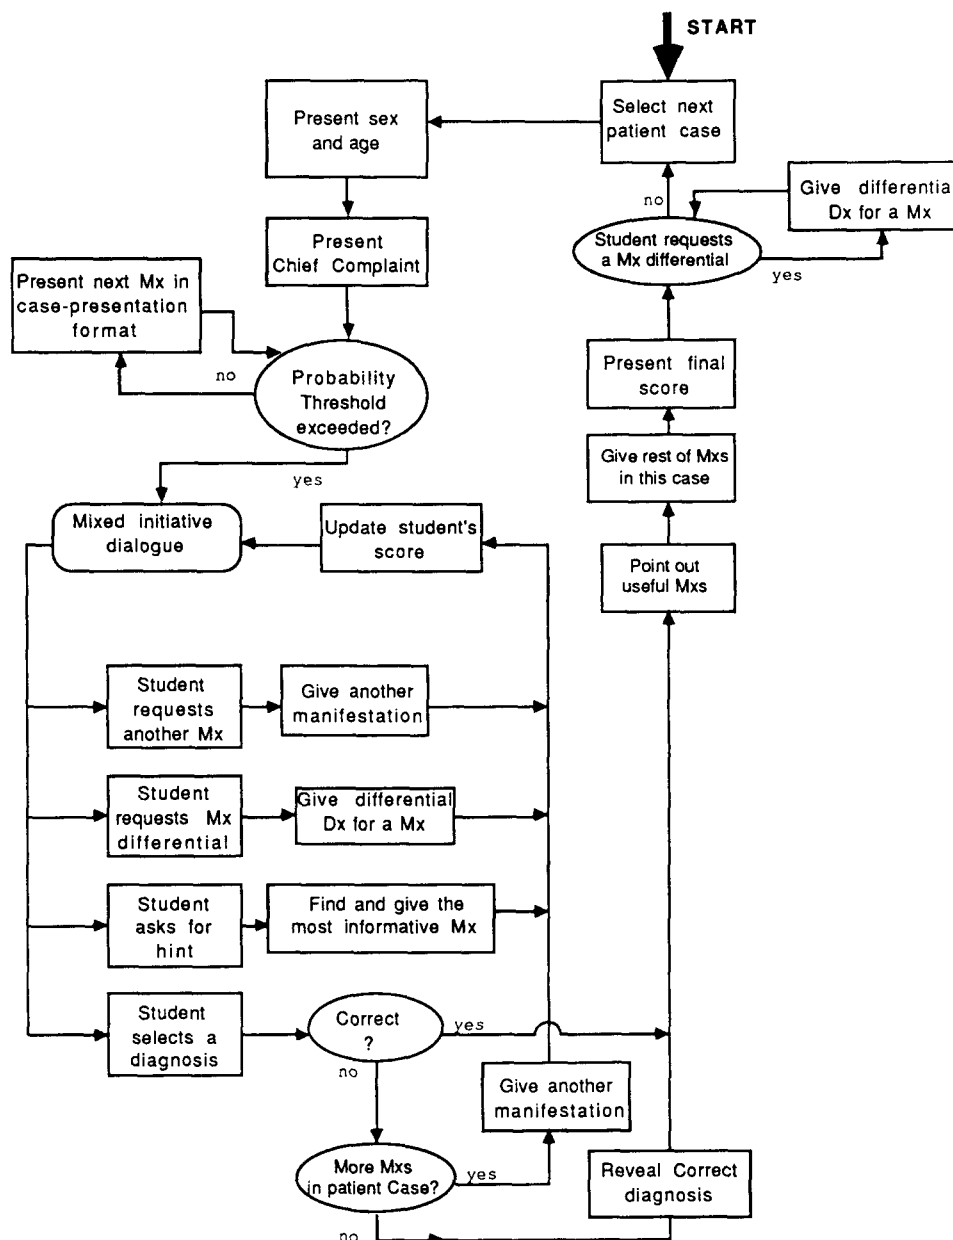 START
Select next
patient case
Present sex
and age
no
Give differential
Dx for a Mx
Present
Chief Complaint
Student requests
a Mx differential
yes
Present next Mx in
case-presentation
format
no
Probability
Threshold
exceeded?
Present final
score
yes
Give rest of Mxs
in this case
Mixed initiative
dialogue
Update student's
score
Point out
useful Mxs
Student
requests
another Mx
Give another
manifestation
Student
requests Mx
differential
Give differential
Dx for a Mx
Student
asks for
hint
Find and give the
most informative Mx
Student
selects a
diagnosis
Correct
?
yes
no
Give another
manifestation
More Mxs
in patient Case?
yes
Reveal Correct
diagnosis
no